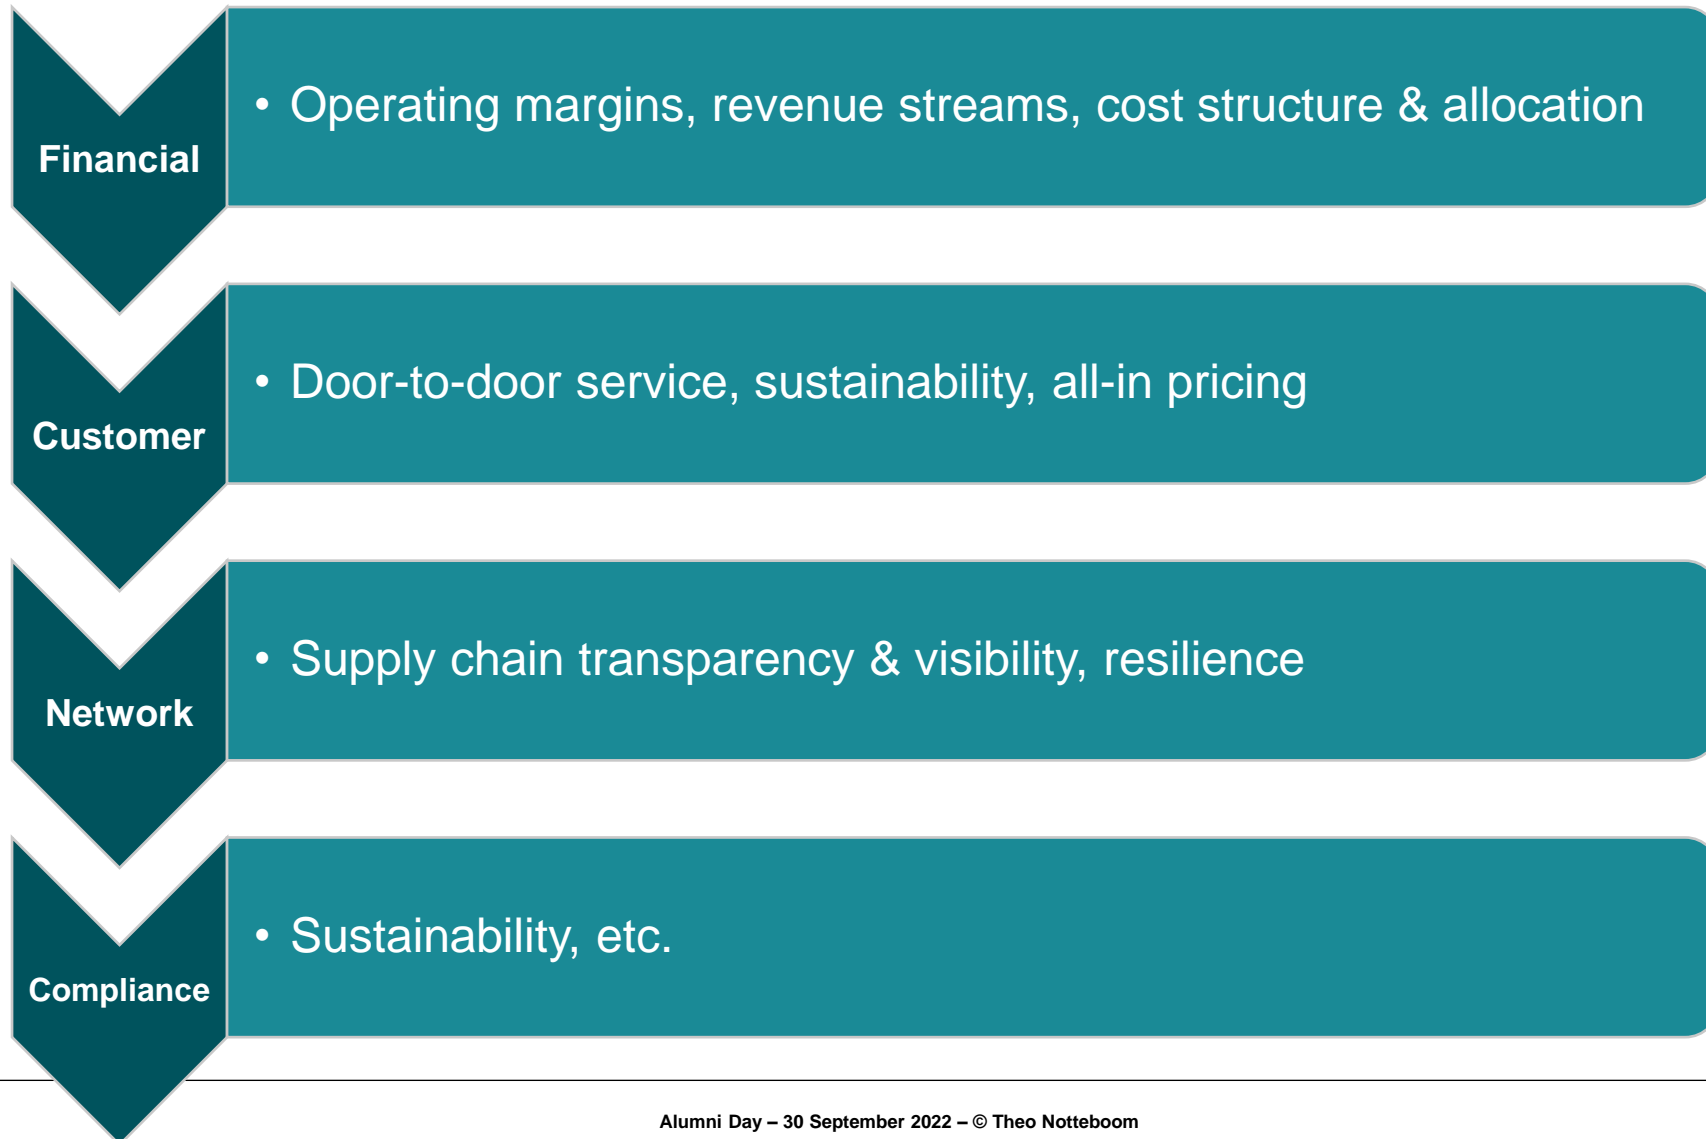 Financial
• Operating margins, revenue streams, cost structure & allocation
Customer
• Door-to-door service, sustainability, all-in pricing
Network
• Supply chain transparency & visibility, resilience
Compliance
• Sustainability, etc.
Alumni Day – 30 September 2022 – © Theo Notteboom